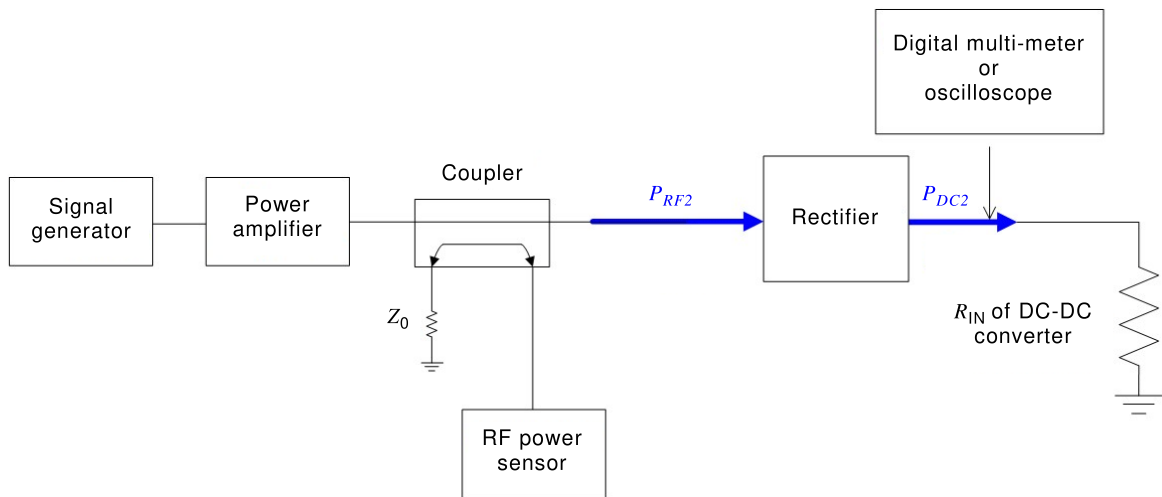 Digital multi-meter
or
oscilloscope
Coupler
Signal
generator
Power
amplifier
P_RF2
Rectifier
P_DC2
Z_0
R_IN of DC-DC
converter
RF power
sensor